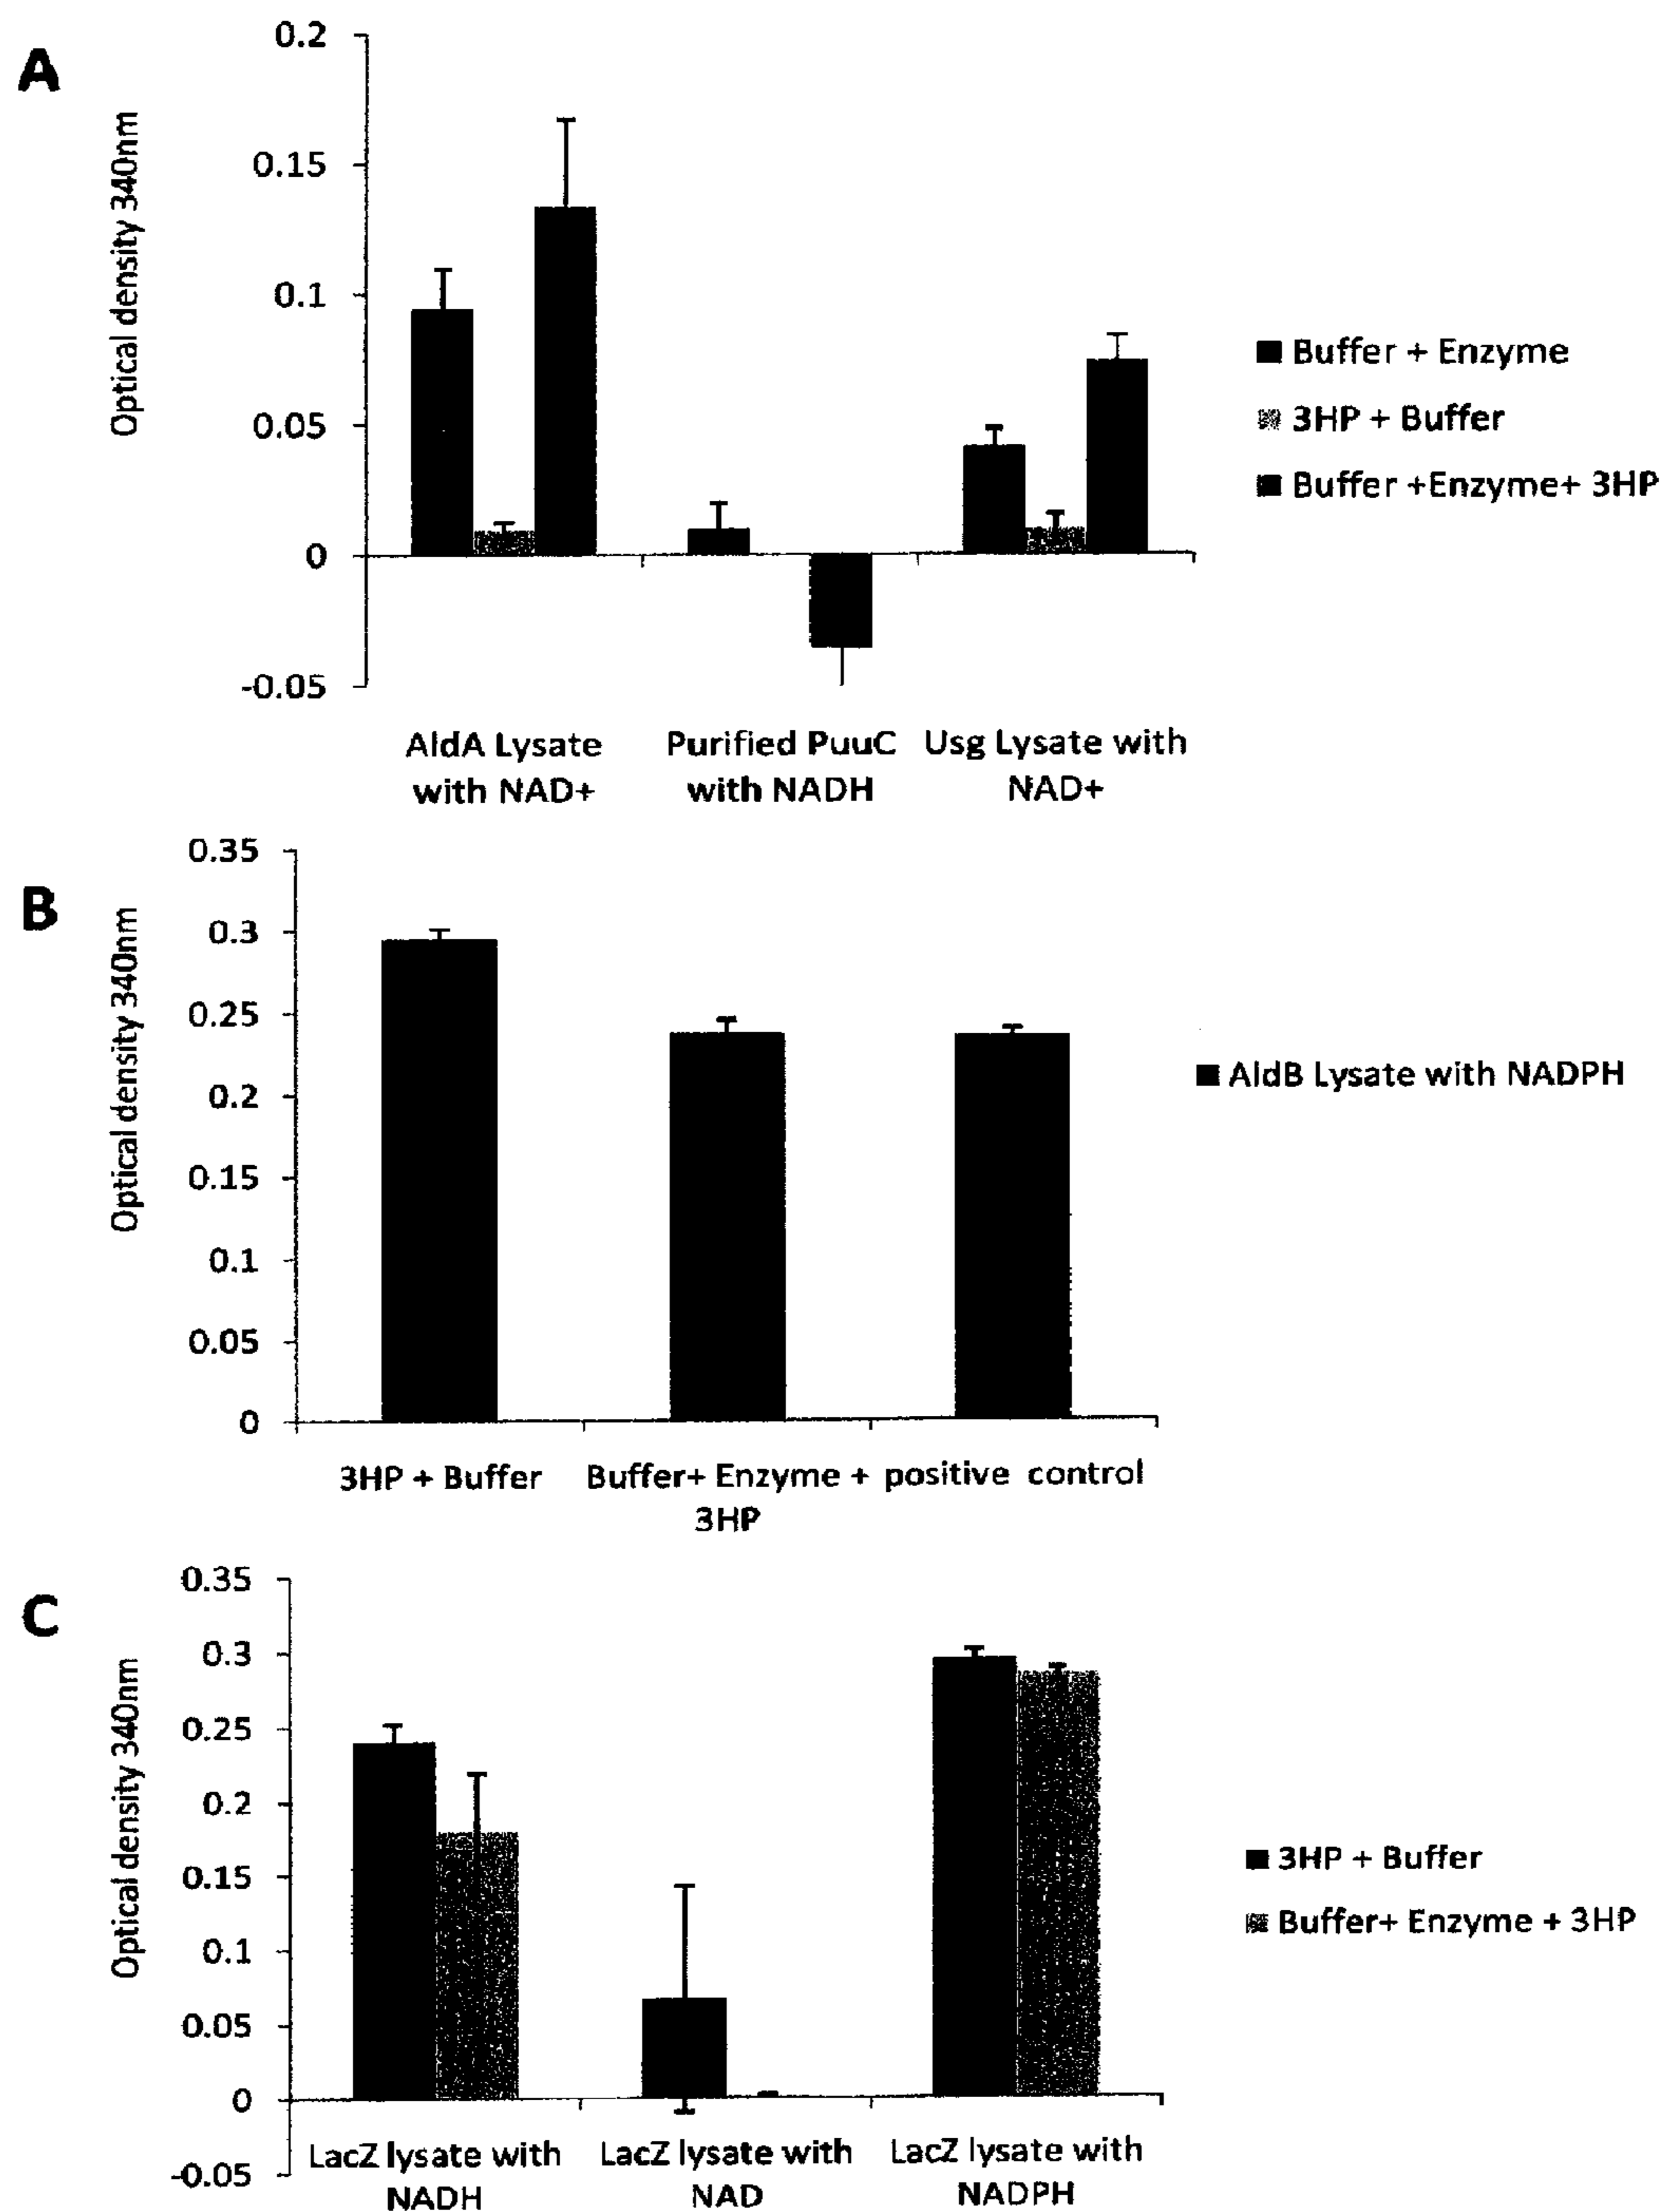 A
Optical density 340nm
0.2
0.15
0.1
0.05
0
-0.05
Buffer + Enzyme
3HP + Buffer
Buffer +Enzyme+ 3HP
AldA Lysate
with NAD+
Purified PuuC
with NADH
Usg Lysate with
NAD+
B
Optical density 340nm
0.35
0.3
0.25
0.2
0.15
0.1
0.05
0
AldB Lysate with NADPH
3HP + Buffer
Buffer+ Enzyme +
3HP
positive control
C
Optical density 340nm
0.35
0.3
0.25
0.2
0.15
0.1
0.05
0
-0.05
3HP + Buffer
Buffer+ Enzyme + 3HP
LacZ lysate with
NADH
LacZ lysate with
NAD
LacZ lysate with
NADPH